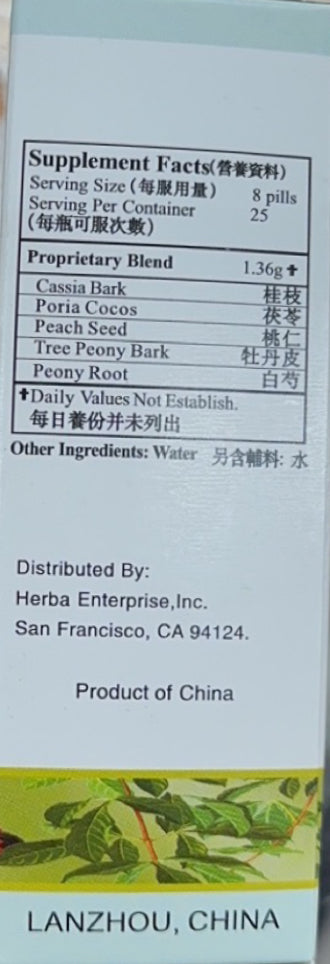 Supplement Facts(營養資料)
Serving Size (每服用量) 8 pills
Serving Per Container 25
(每瓶可服次數)
Proprietary Blend 1.36g✝
Cassia Bark 桂枝
Poria Cocos 茯苓
Peach Seed 桃仁
Tree Peony Bark 牡丹皮
Peony Root 白芍
✝Daily Values Not Establish.
每日養份并未列出
Other Ingredients: Water 另含輔料: 水
Distributed By:
Herba Enterprise,Inc.
San Francisco, CA 94124.
Product of China
LANZHOU, CHINA